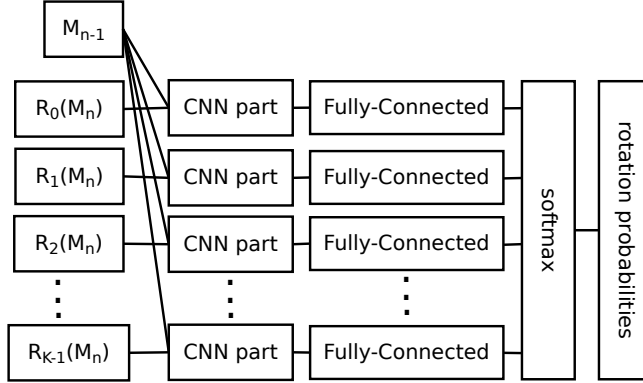 M_{n-1}
R_0(M_n)
CNN part
Fully-Connected
R_1(M_n)
CNN part
Fully-Connected
R_2(M_n)
CNN part
Fully-Connected
R_{K-1}(M_n)
CNN part
Fully-Connected
softmax
rotation probabilities